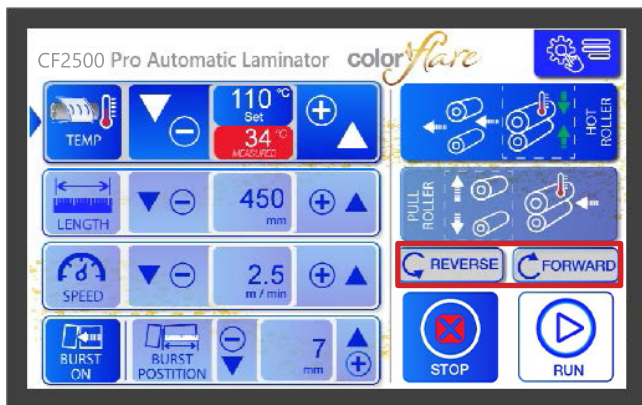 CF2500 Pro Automatic Laminator colorflare
TEMP
110 °C
Set
34 °C
MEASURED
HOT
ROLLER
LENGTH
450
mm
PULL
ROLLER
SPEED
2.5
m / min
REVERSE
FORWARD
BURST
ON
BURST
POSTITION
7
mm
STOP
RUN